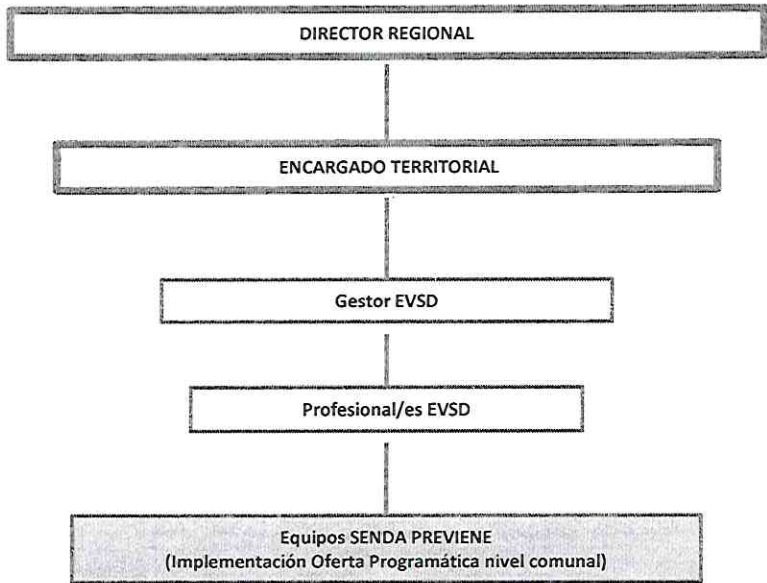 DIRECTOR REGIONAL
ENCARGADO TERRITORIAL
Gestor EVSD
Profesional/es EVSD
Equipos SENDA PREVIENE
(Implementación Oferta Programática nivel comunal)